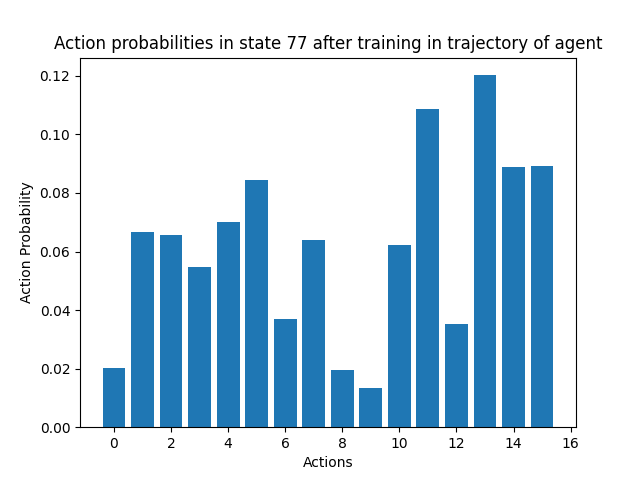 Action probabilities in state 77 after training in trajectory of agent
0.12
0.10
0.08
0.06
0.04
0.02
0.00
Action Probability
0 2 4 6 8 10 12 14 16
Actions